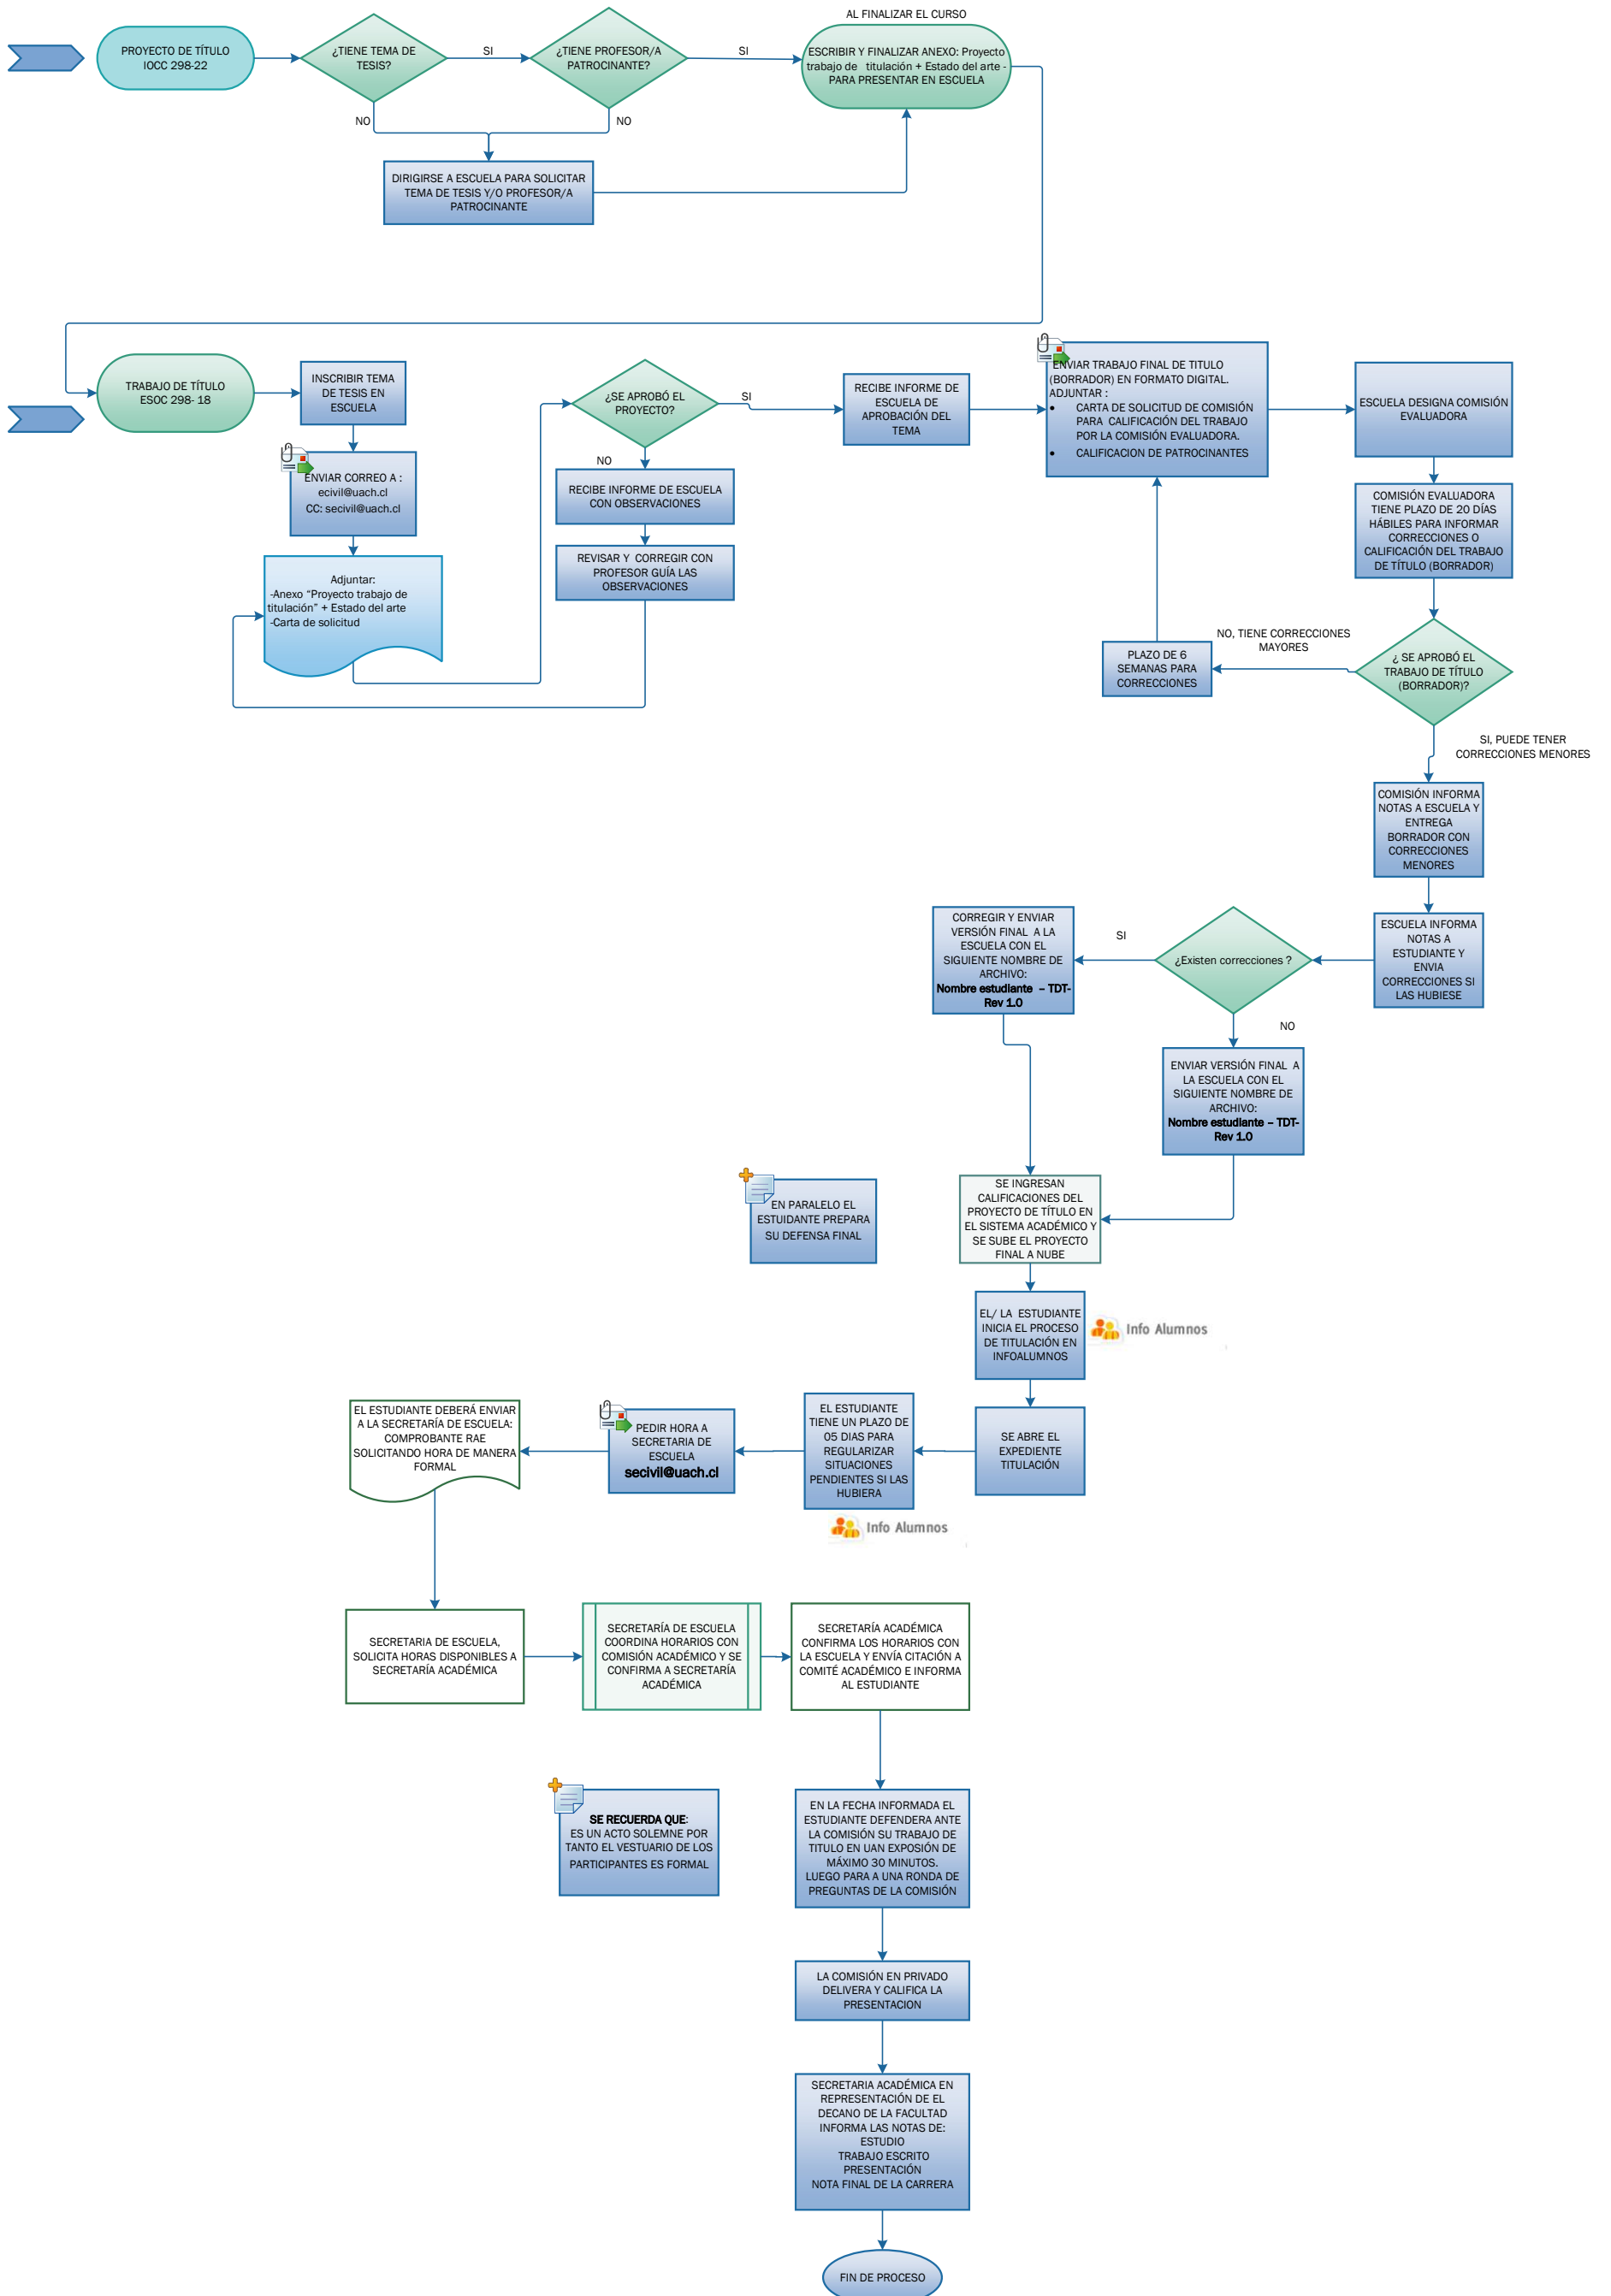 AL FINALIZAR EL CURSO
PROYECTO DE TÍTULO
IOCC 298-22
¿TIENE TEMA DE
TESIS?
SI
¿TIENE PROFESOR/A
PATROCINANTE?
SI
ESCRIBIR Y FINALIZAR ANEXO: Proyecto
trabajo de titulación + Estado del arte -
PARA PRESENTAR EN ESCUELA
NO
NO
DIRIGIRSE A ESCUELA PARA SOLICITAR
TEMA DE TESIS Y/O PROFESOR/A
PATROCINANTE
TRABAJO DE TÍTULO
ESOC 298- 18
INSCRIBIR TEMA
DE TESIS EN
ESCUELA
ENVIAR CORREO A :
ecivil@uach.cl
CC: secivil@uach.cl
Adjuntar:
-Anexo “Proyecto trabajo de
titulación” + Estado del arte
-Carta de solicitud
¿SE APROBÓ EL
PROYECTO?
SI
NO
RECIBE INFORME DE ESCUELA
CON OBSERVACIONES
REVISAR Y CORREGIR CON
PROFESOR GUÍA LAS
OBSERVACIONES
RECIBE INFORME DE
ESCUELA DE
APROBACIÓN DEL
TEMA
ENVIAR TRABAJO FINAL DE TITULO
(BORRADOR) EN FORMATO DIGITAL.
ADJUNTAR :
• CARTA DE SOLICITUD DE COMISIÓN
PARA CALIFICACIÓN DEL TRABAJO
POR LA COMISIÓN EVALUADORA.
• CALIFICACION DE PATROCINANTES
ESCUELA DESIGNA COMISIÓN
EVALUADORA
COMISIÓN EVALUADORA
TIENE PLAZO DE 20 DÍAS
HÁBILES PARA INFORMAR
CORRECCIONES O
CALIFICACIÓN DEL TRABAJO
DE TÍTULO (BORRADOR)
NO, TIENE CORRECCIONES
MAYORES
PLAZO DE 6
SEMANAS PARA
CORRECCIONES
¿ SE APROBÓ EL
TRABAJO DE TÍTULO
(BORRADOR)?
SI, PUEDE TENER
CORRECCIONES MENORES
COMISIÓN INFORMA
NOTAS A ESCUELA Y
ENTREGA
BORRADOR CON
CORRECCIONES
MENORES
ESCUELA INFORMA
NOTAS A
ESTUDIANTE Y
ENVIA
CORRECCIONES SI
LAS HUBIESE
¿Existen correcciones ?
SI
CORREGIR Y ENVIAR
VERSIÓN FINAL A LA
ESCUELA CON EL
SIGUIENTE NOMBRE DE
ARCHIVO:
Nombre estudiante – TDT-
Rev 1.0
NO
ENVIAR VERSIÓN FINAL A
LA ESCUELA CON EL
SIGUIENTE NOMBRE DE
ARCHIVO:
Nombre estudiante – TDT-
Rev 1.0
EN PARALELO EL
ESTUIDANTE PREPARA
SU DEFENSA FINAL
SE INGRESAN
CALIFICACIONES DEL
PROYECTO DE TÍTULO EN
EL SISTEMA ACADÉMICO Y
SE SUBE EL PROYECTO
FINAL A NUBE
EL/ LA ESTUDIANTE
INICIA EL PROCESO
DE TITULACIÓN EN
INFOALUMNOS
Info Alumnos
SE ABRE EL
EXPEDIENTE
TITULACIÓN
EL ESTUDIANTE
TIENE UN PLAZO DE
05 DIAS PARA
REGULARIZAR
SITUACIONES
PENDIENTES SI LAS
HUBIERA
Info Alumnos
PEDIR HORA A
SECRETARIA DE
ESCUELA
secivil@uach.cl
EL ESTUDIANTE DEBERÁ ENVIAR
A LA SECRETARÍA DE ESCUELA:
COMPROBANTE RAE
SOLICITANDO HORA DE MANERA
FORMAL
SECRETARIA DE ESCUELA,
SOLICITA HORAS DISPONIBLES A
SECRETARÍA ACADÉMICA
SECRETARÍA DE ESCUELA
COORDINA HORARIOS CON
COMISIÓN ACADÉMICO Y SE
CONFIRMA A SECRETARÍA
ACADÉMICA
SECRETARÍA ACADÉMICA
CONFIRMA LOS HORARIOS CON
LA ESCUELA Y ENVÍA CITACIÓN A
COMITÉ ACADÉMICO E INFORMA
AL ESTUDIANTE
SE RECUERDA QUE:
ES UN ACTO SOLEMNE POR
TANTO EL VESTUARIO DE LOS
PARTICIPANTES ES FORMAL
EN LA FECHA INFORMADA EL
ESTUDIANTE DEFENDERA ANTE
LA COMISIÓN SU TRABAJO DE
TITULO EN UAN EXPOSIÓN DE
MÁXIMO 30 MINUTOS.
LUEGO PARA A UNA RONDA DE
PREGUNTAS DE LA COMISIÓN
LA COMISIÓN EN PRIVADO
DELIVERA Y CALIFICA LA
PRESENTACION
SECRETARIA ACADÉMICA EN
REPRESENTACIÓN DE EL
DECANO DE LA FACULTAD
INFORMA LAS NOTAS DE:
ESTUDIO
TRABAJO ESCRITO
PRESENTACIÓN
NOTA FINAL DE LA CARRERA
FIN DE PROCESO